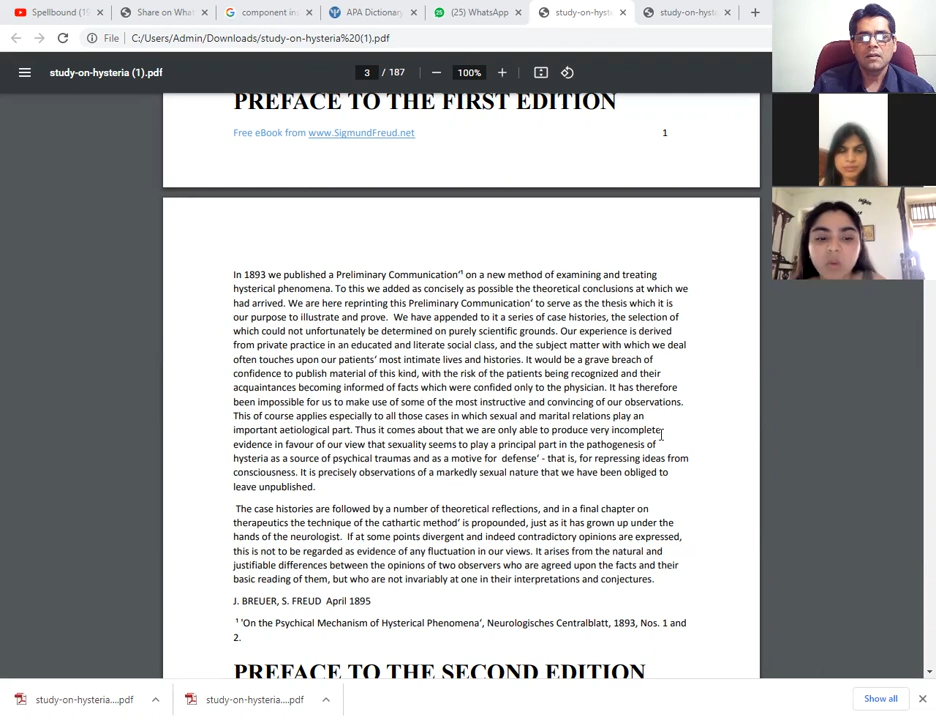 Spellbound (15
Share on What
component in
APA Dictionary
(25) WhatsApp
study-on-hyste
study-on-hyste
File C:/Users/Admin/Downloads/study-on-hysteria%20(1).pdf
study-on-hysteria (1).pdf
3 / 187 100%
PREFACE TO THE FIRST EDITION
Free eBook from www.SigmundFreud.net 1
In 1893 we published a Preliminary Communication'¹ on a new method of examining and treating
hysterical phenomena. To this we added as concisely as possible the theoretical conclusions at which we
had arrived. We are here reprinting this Preliminary Communication' to serve as the thesis which it is
our purpose to illustrate and prove. We have appended to it a series of case histories, the selection of
which could not unfortunately be determined on purely scientific grounds. Our experience is derived
from private practice in an educated and literate social class, and the subject matter with which we deal
often touches upon our patients' most intimate lives and histories. It would be a grave breach of
confidence to publish material of this kind, with the risk of the patients being recognized and their
acquaintances becoming informed of facts which were confided only to the physician. It has therefore
been impossible for us to make use of some of the most instructive and convincing of our observations.
This of course applies especially to all those cases in which sexual and marital relations play an
important aetiological part. Thus it comes about that we are only able to produce very incomplete
evidence in favour of our view that sexuality seems to play a principal part in the pathogenesis of
hysteria as a source of psychical traumas and as a motive for defense' - that is, for repressing ideas from
consciousness. It is precisely observations of a markedly sexual nature that we have been obliged to
leave unpublished.
The case histories are followed by a number of theoretical reflections, and in a final chapter on
therapeutics the technique of the cathartic method' is propounded, just as it has grown up under the
hands of the neurologist. If at some points divergent and indeed contradictory opinions are expressed,
this is not to be regarded as evidence of any fluctuation in our views. It arises from the natural and
justifiable differences between the opinions of two observers who are agreed upon the facts and their
basic reading of them, but who are not invariably at one in their interpretations and conjectures.
J. BREUER, S. FREUD April 1895
¹ 'On the Psychical Mechanism of Hysterical Phenomena', Neurologisches Centralblatt, 1893, Nos. 1 and
2.
PREFACE TO THE SECOND EDITION
study-on-hysteria....pdf
study-on-hysteria....pdf
Show all